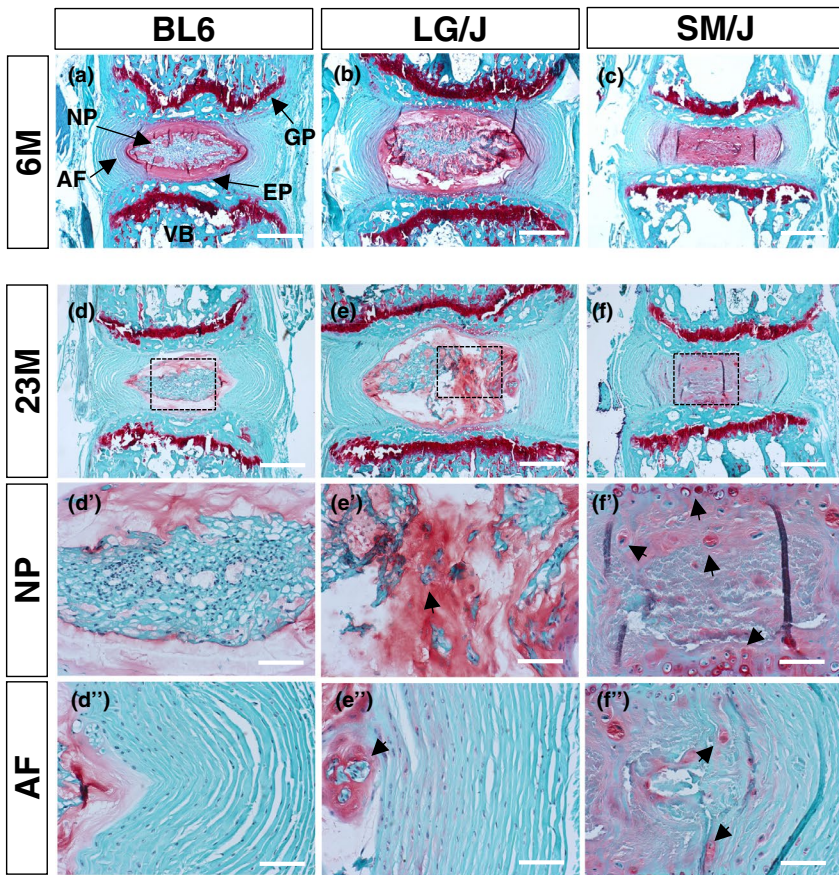 BL6 LG/J SM/J
6M
(a) (b) (c)
NP
GP
AF
EP
VB
23M
(d) (e) (f)
NP
(d') (e') (f')
AF
(d'') (e'') (f'')